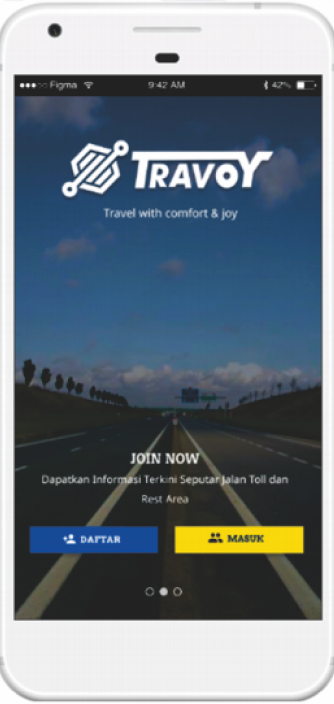 Figma 9:42 AM 42%
TRAVOY
Travel with comfort & joy
JOIN NOW
Dapatkan Informasi Terkini Seputar Jalan Toll dan
Rest Area
DAFTAR MASUK